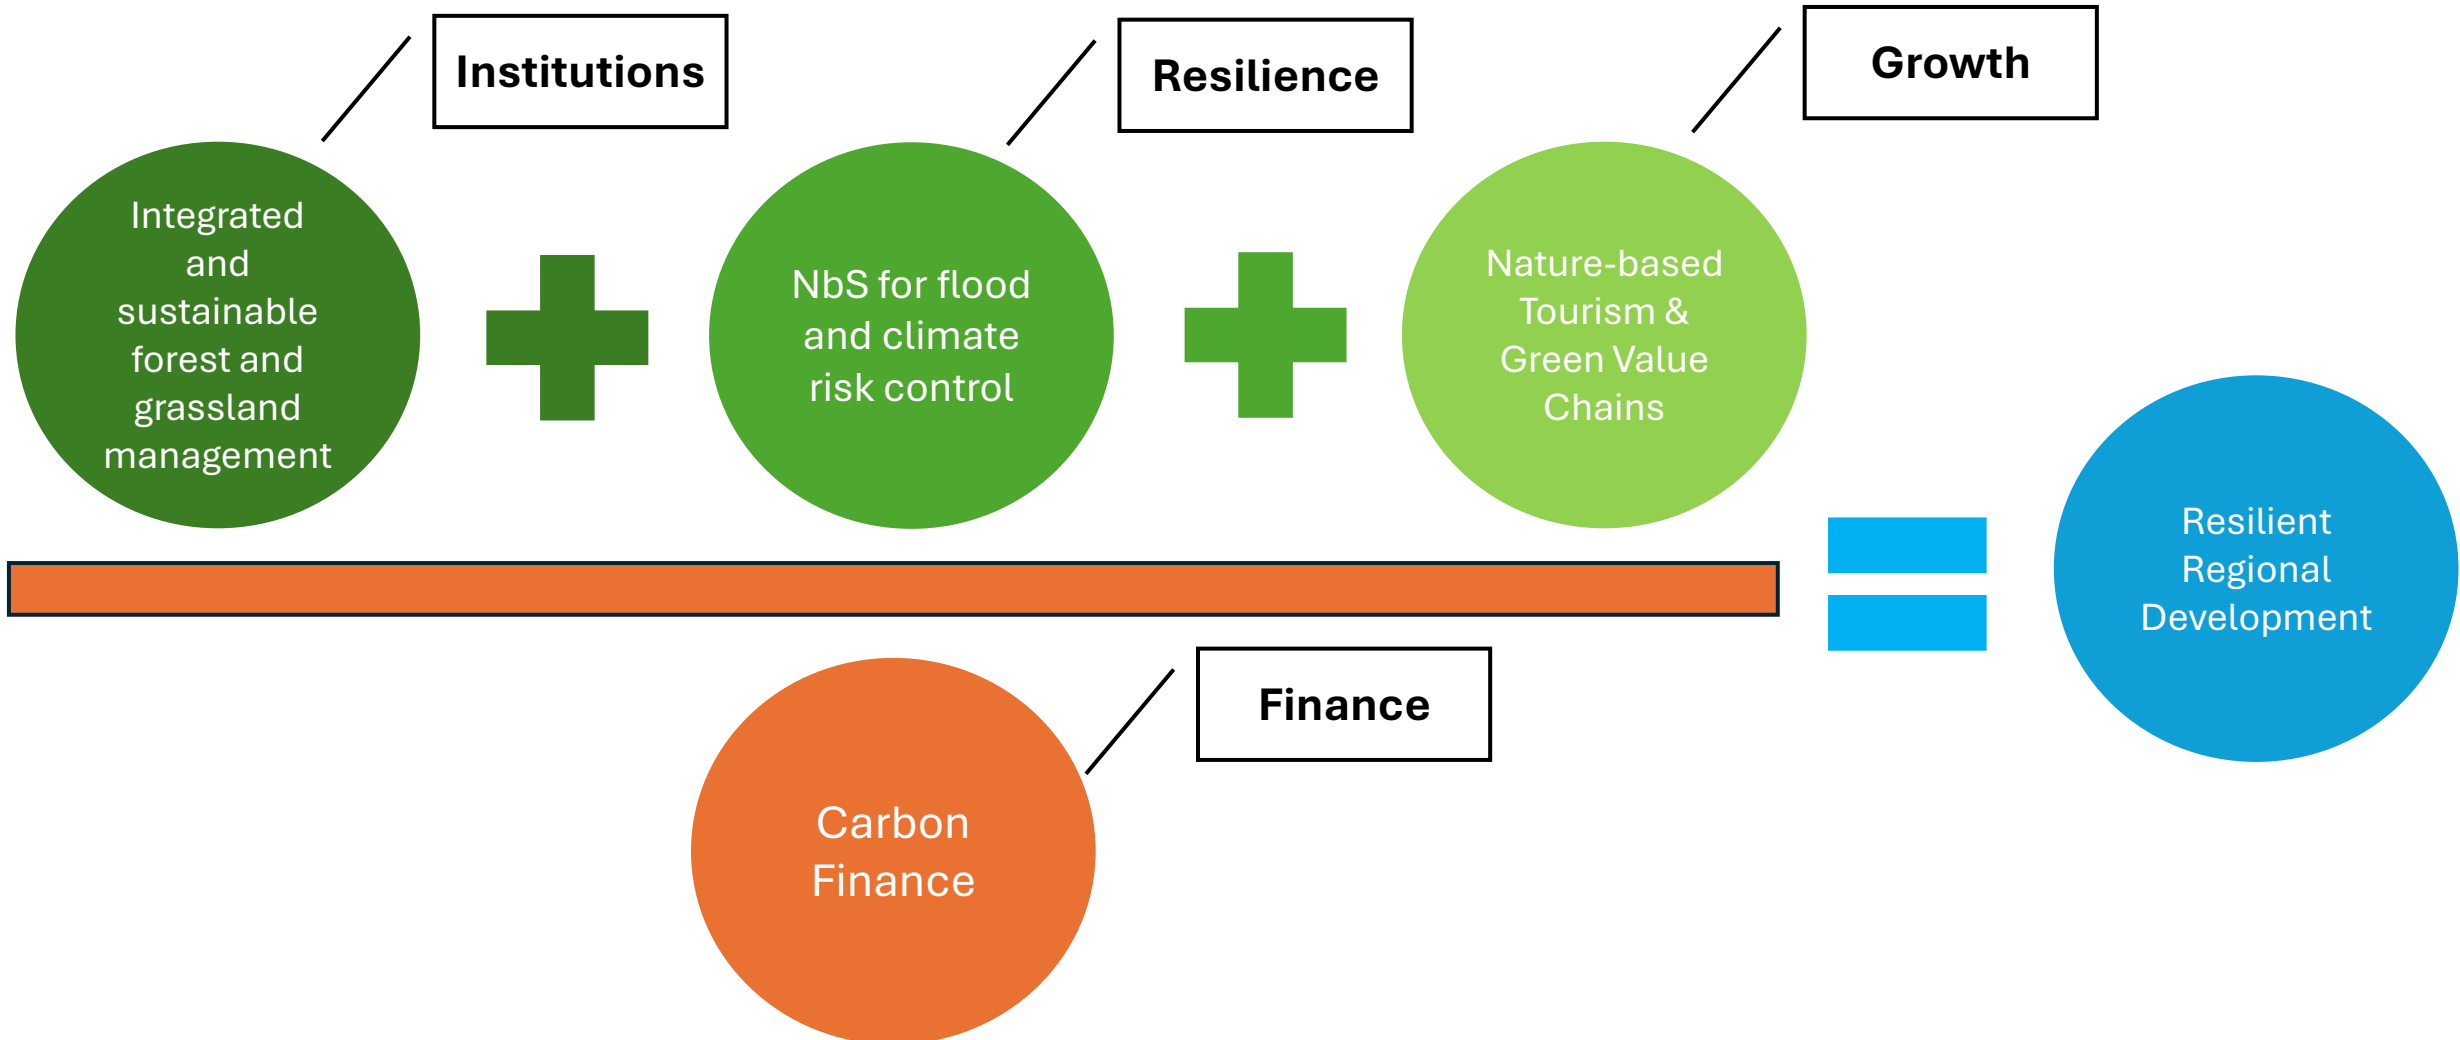 Institutions
Resilience
Growth
Integrated
and
sustainable
forest and
grassland
management
NbS for flood
and climate
risk control
Nature-based
Tourism &
Green Value
Chains
Resilient
Regional
Development
Finance
Carbon
Finance